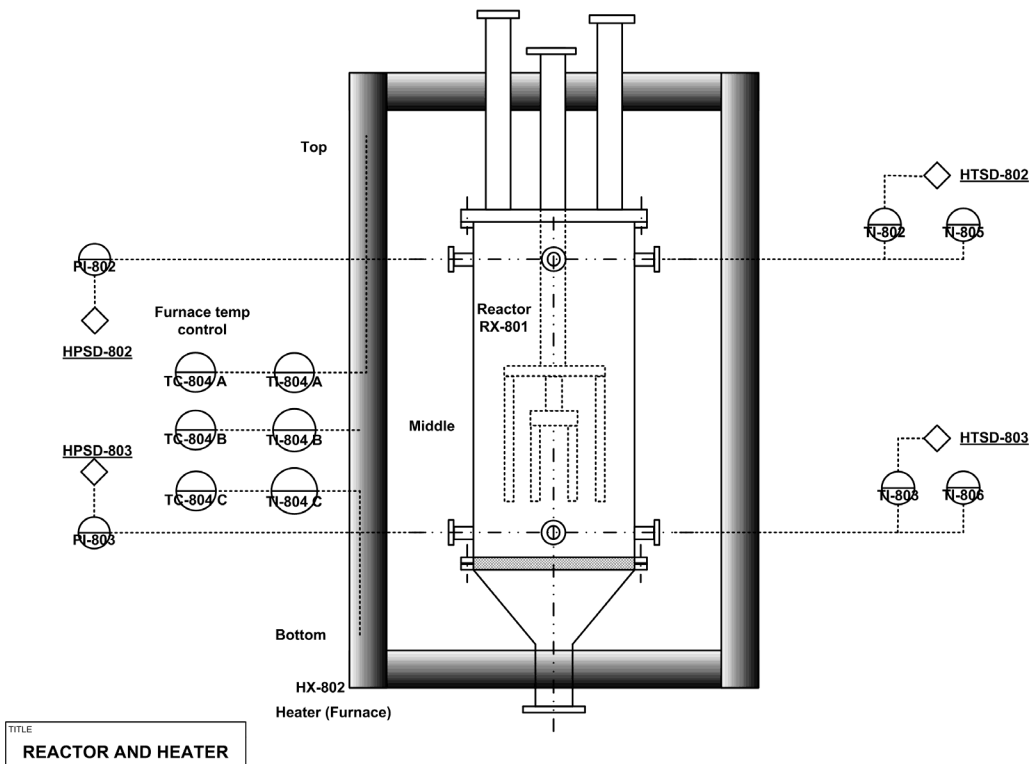 Top
HTSD-802
TI-802
TI-805
PI-802
Reactor
RX-801
Furnace temp
control
HPSD-802
TC-804 A
TI-804 A
Middle
TC-804 B
TI-804 B
HPSD-803
HTSD-803
TC-804 C
TI-804 C
TI-803
TI-806
PI-803
Bottom
HX-802
Heater (Furnace)
TITLE
REACTOR AND HEATER